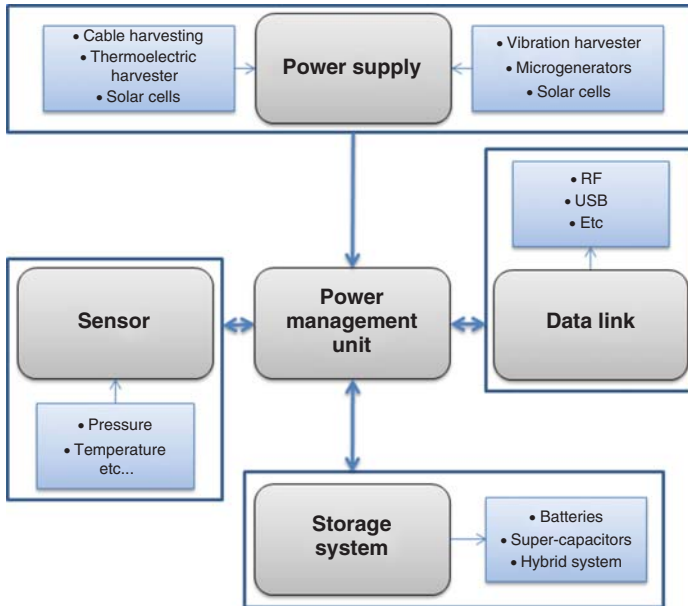 • Cable harvesting
• Thermoelectric
harvester
• Solar cells
Power supply
• Vibration harvester
• Microgenerators
• Solar cells
• RF
• USB
• Etc
Sensor
Power
management
unit
Data link
• Pressure
• Temperature
etc...
Storage
system
• Batteries
• Super-capacitors
• Hybrid system